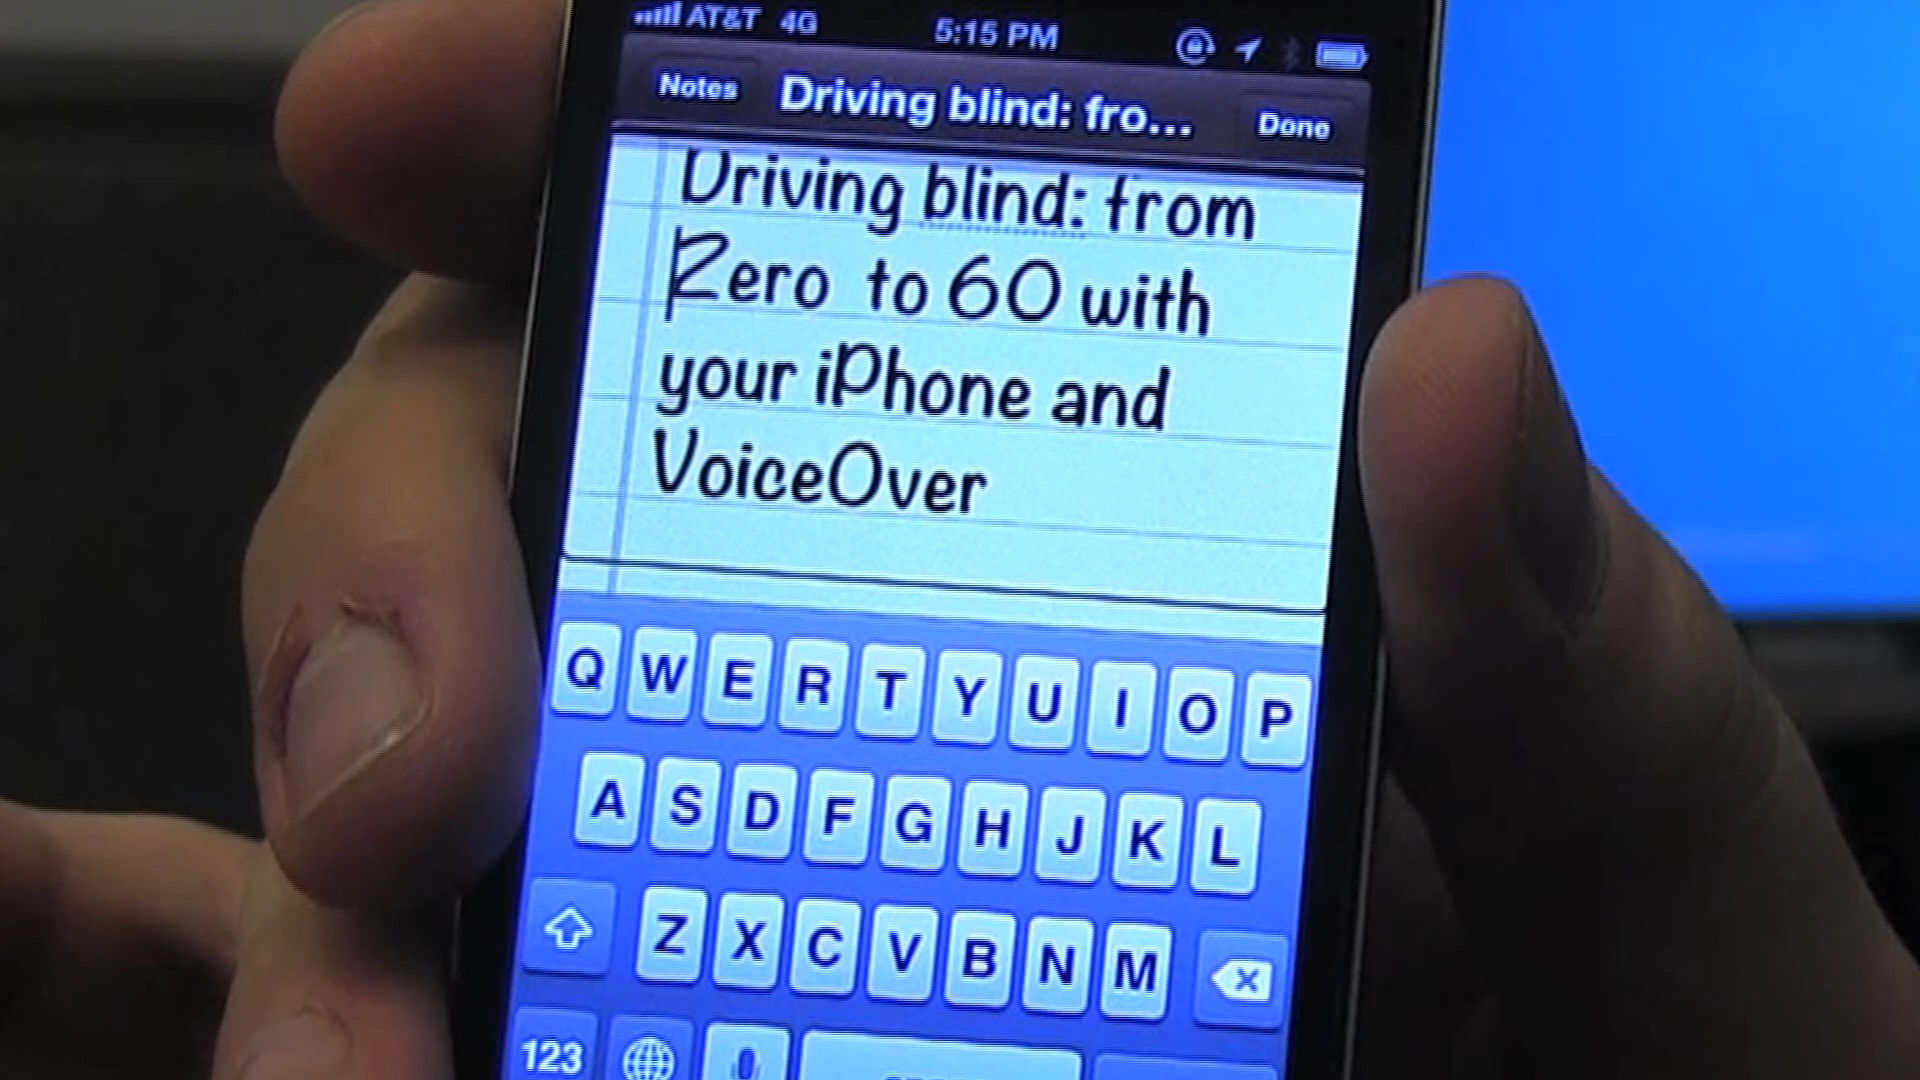 AT&T 4G 5:15 PM
Notes Driving blind: fro... Done
Driving blind: from
Zero to 60 with
your iPhone and
VoiceOver
Q W E R T Y U I O P
A S D F G H J K L
Z X C V B N M
123